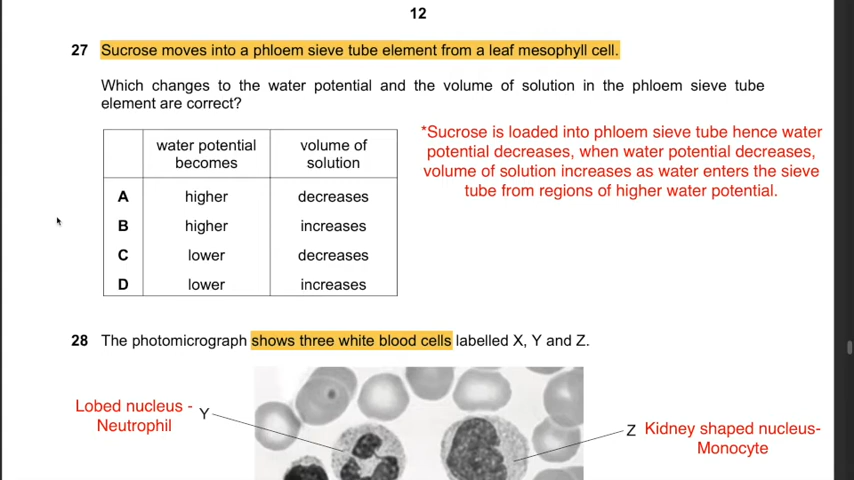 12
27 Sucrose moves into a phloem sieve tube element from a leaf mesophyll cell.
Which changes to the water potential and the volume of solution in the phloem sieve tube
element are correct?
water potential becomes | volume of solution
A higher decreases
B higher increases
C lower decreases
D lower increases
*Sucrose is loaded into phloem sieve tube hence water
potential decreases, when water potential decreases,
volume of solution increases as water enters the sieve
tube from regions of higher water potential.
28 The photomicrograph shows three white blood cells labelled X, Y and Z.
Lobed nucleus -
Neutrophil
Y
Z Kidney shaped nucleus-
Monocyte